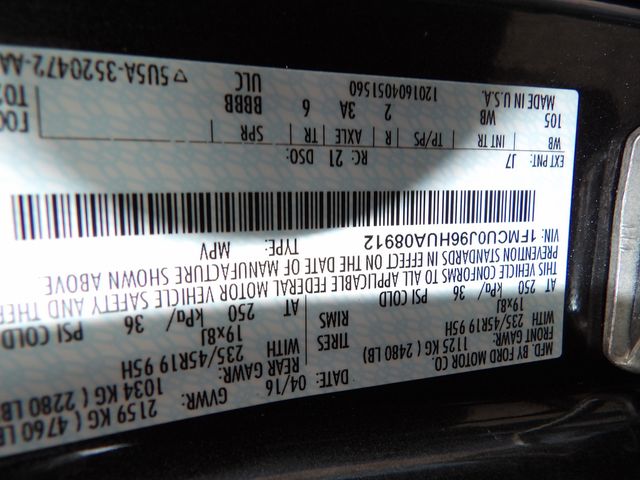 MFD. BY FORD MOTOR CO.
DATE: 04/16 GVWR: 2159 KG ( 4760 LB
FRONT GAWR: REAR GAWR:
1125 KG ( 2480 LB) 1034 KG ( 2280 LB
WITH TIRES WITH
235/45R19 95H 235/45R19 95H
19x8J RIMS 19x8J
AT 250 kPa/ 36 PSI COLD AT 250 kPa/ 36 PSI COLD
THIS VEHICLE CONFORMS TO ALL APPLICABLE FEDERAL MOTOR VEHICLE SAFETY AND THEF
PREVENTION STANDARDS IN EFFECT ON THE DATE OF MANUFACTURE SHOWN ABOVE
VIN: 1FMCU0J96HUA08912 TYPE: MPV
EXT PNT: J7 RC: 21 DSO:
WB INT TR TP/PS R AXLE TR SPR
105 WB 2 3A 6 BBBB
MADE IN U.S.A. ULC
1201604051560
5U5A-3520472-AA